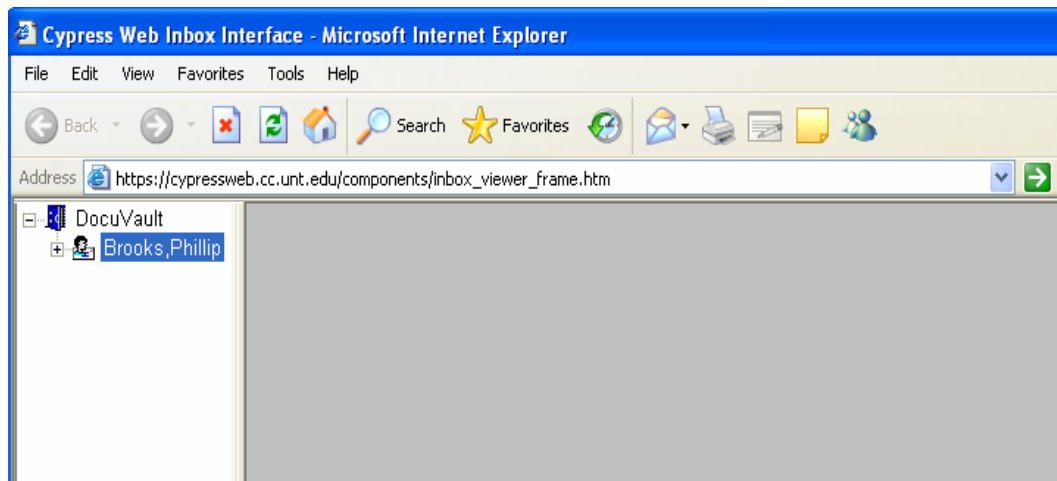 Cypress Web Inbox Interface - Microsoft Internet Explorer
File Edit View Favorites Tools Help
Back Search Favorites
Address https://cypressweb.cc.unt.edu/components/inbox_viewer_frame.htm
DocuVault
Brooks,Phillip